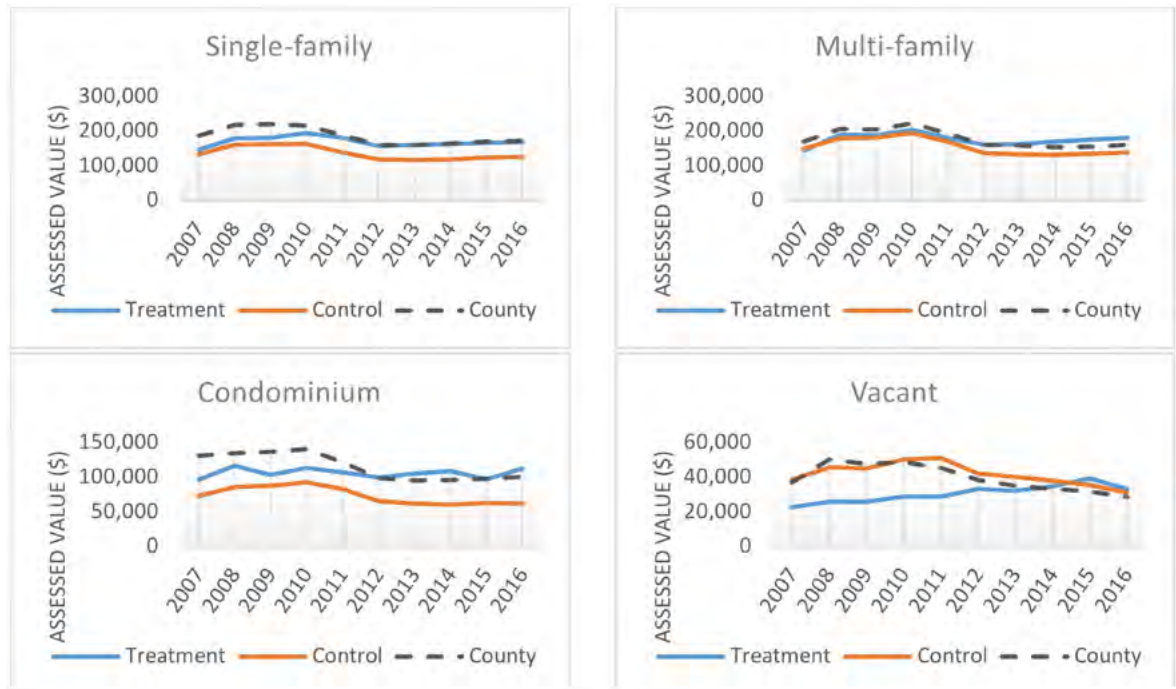 Single-family
ASSESSED VALUE ($)
300,000
200,000
100,000
0
2007 2008 2009 2010 2011 2012 2013 2014 2015 2016
Treatment Control County
Multi-family
ASSESSED VALUE ($)
300,000
200,000
100,000
0
2007 2008 2009 2010 2011 2012 2013 2014 2015 2016
Treatment Control County
Condominium
ASSESSED VALUE ($)
150,000
100,000
50,000
0
2007 2008 2009 2010 2011 2012 2013 2014 2015 2016
Treatment Control County
Vacant
ASSESSED VALUE ($)
60,000
40,000
20,000
0
2007 2008 2009 2010 2011 2012 2013 2014 2015 2016
Treatment Control County